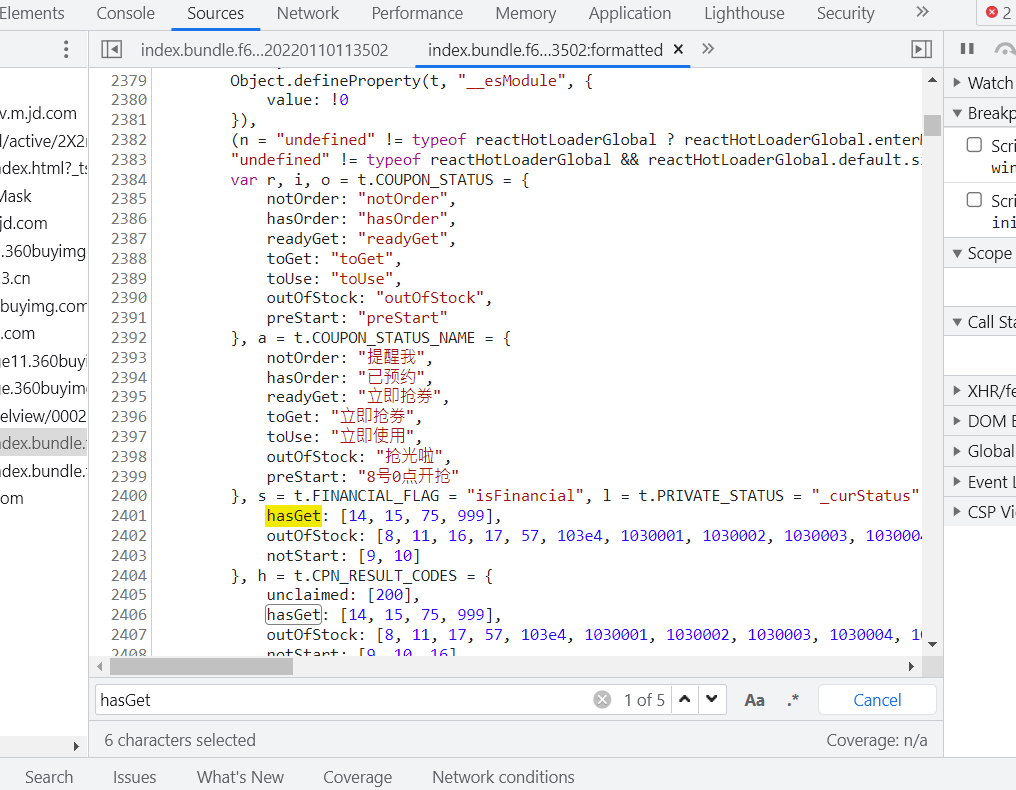 Elements Console Sources Network Performance Memory Application Lighthouse Security » 2
index.bundle.f6...20220110113502 index.bundle.f6...3502:formatted × »
v.m.jd.com
l/active/2X2
ndex.html?_ts
Mask
jd.com
.360buyimg
3.cn
buyimg.com
.com
ge11.360buyi
ge.360buyimg
elview/0002
ndex.bundle.
ndex.bundle.
om
2379 Object.defineProperty(t, "__esModule", {
2380 value: !0
2381 }),
2382 (n = "undefined" != typeof reactHotLoaderGlobal ? reactHotLoaderGlobal.enterM
2383 "undefined" != typeof reactHotLoaderGlobal && reactHotLoaderGlobal.default.si
2384 var r, i, o = t.COUPON_STATUS = {
2385 notOrder: "notOrder",
2386 hasOrder: "hasOrder",
2387 readyGet: "readyGet",
2388 toGet: "toGet",
2389 toUse: "toUse",
2390 outOfStock: "outOfStock",
2391 preStart: "preStart"
2392 }, a = t.COUPON_STATUS_NAME = {
2393 notOrder: "提醒我",
2394 hasOrder: "已预约",
2395 readyGet: "立即抢券",
2396 toGet: "立即抢券",
2397 toUse: "立即使用",
2398 outOfStock: "抢光啦",
2399 preStart: "8号0点开抢"
2400 }, s = t.FINANCIAL_FLAG = "isFinancial", l = t.PRIVATE_STATUS = "_curStatus"
2401 hasGet: [14, 15, 75, 999],
2402 outOfStock: [8, 11, 16, 17, 57, 103e4, 1030001, 1030002, 1030003, 1030004
2403 notStart: [9, 10]
2404 }, h = t.CPN_RESULT_CODES = {
2405 unclaimed: [200],
2406 hasGet: [14, 15, 75, 999],
2407 outOfStock: [8, 11, 17, 57, 103e4, 1030001, 1030002, 1030003, 1030004, 1
2408 notStart: [9, 10, 16]
Watch
Breakp
Scri
win
Scri
ini
Scope
Call Sta
XHR/fe
DOM B
Global
Event L
CSP Vi
hasGet 1 of 5 Aa .* Cancel
6 characters selected Coverage: n/a
Search Issues What's New Coverage Network conditions